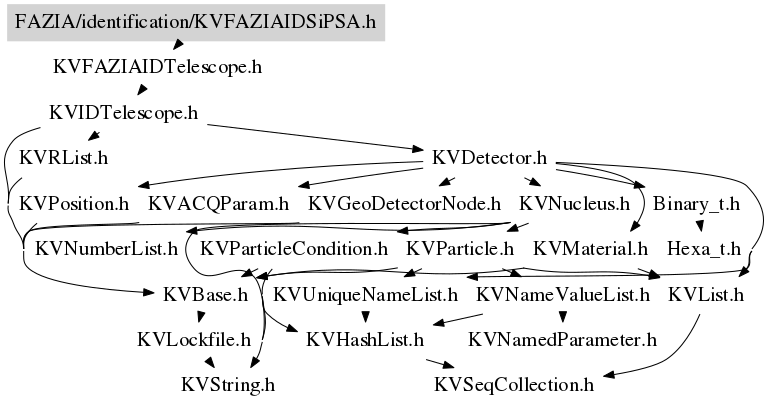 FAZIA/identification/KVFAZIAIDSiPSA.h
KVFAZIAIDTelescope.h
KVIDTelescope.h
KVRList.h
KVDetector.h
KVPosition.h
KVACQParam.h
KVGeoDetectorNode.h
KVNucleus.h
Binary_t.h
KVNumberList.h
KVParticleCondition.h
KVParticle.h
KVMaterial.h
Hexa_t.h
KVBase.h
KVUniqueNameList.h
KVNameValueList.h
KVList.h
KVLockfile.h
KVHashList.h
KVNamedParameter.h
KVString.h
KVSeqCollection.h